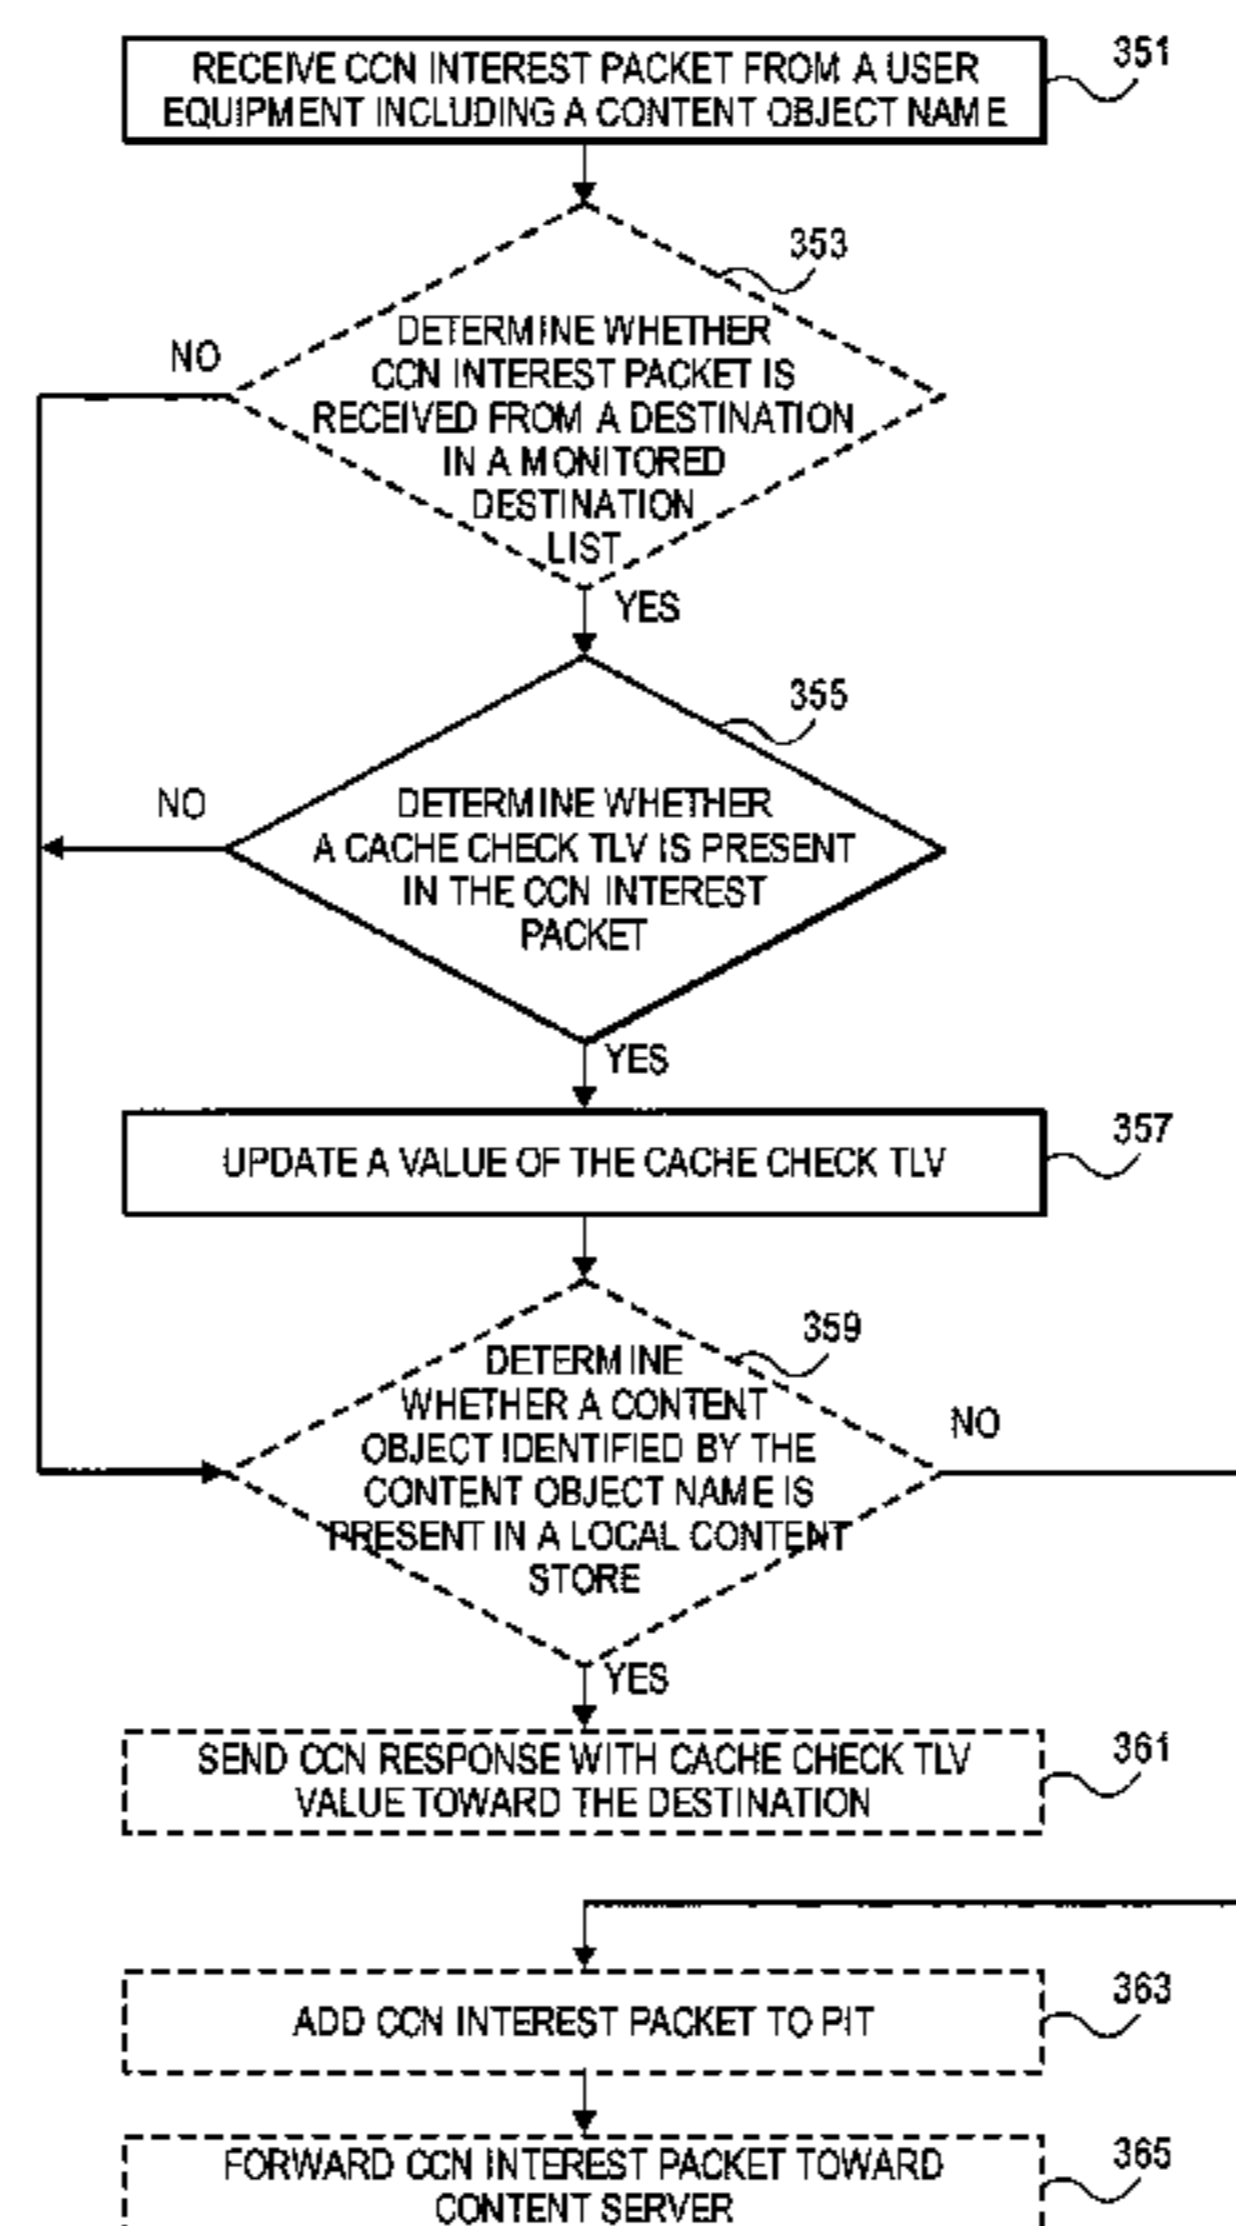 RECEIVE CCN INTEREST PACKET FROM A USER
EQUIPMENT INCLUDING A CONTENT OBJECT NAME
351
353
DETERMINE WHETHER
CCN INTEREST PACKET IS
RECEIVED FROM A DESTINATION
IN A MONITORED
DESTINATION
LIST
NO
YES
355
DETERMINE WHETHER
A CACHE CHECK TLV IS PRESENT
IN THE CCN INTEREST
PACKET
NO
YES
UPDATE A VALUE OF THE CACHE CHECK TLV
357
359
DETERMINE
WHETHER A CONTENT
OBJECT IDENTIFIED BY THE
CONTENT OBJECT NAME IS
PRESENT IN A LOCAL CONTENT
STORE
NO
YES
SEND CCN RESPONSE WITH CACHE CHECK TLV
VALUE TOWARD THE DESTINATION
361
ADD CCN INTEREST PACKET TO PIT
363
FORWARD CCN INTEREST PACKET TOWARD
CONTENT SERVER
365